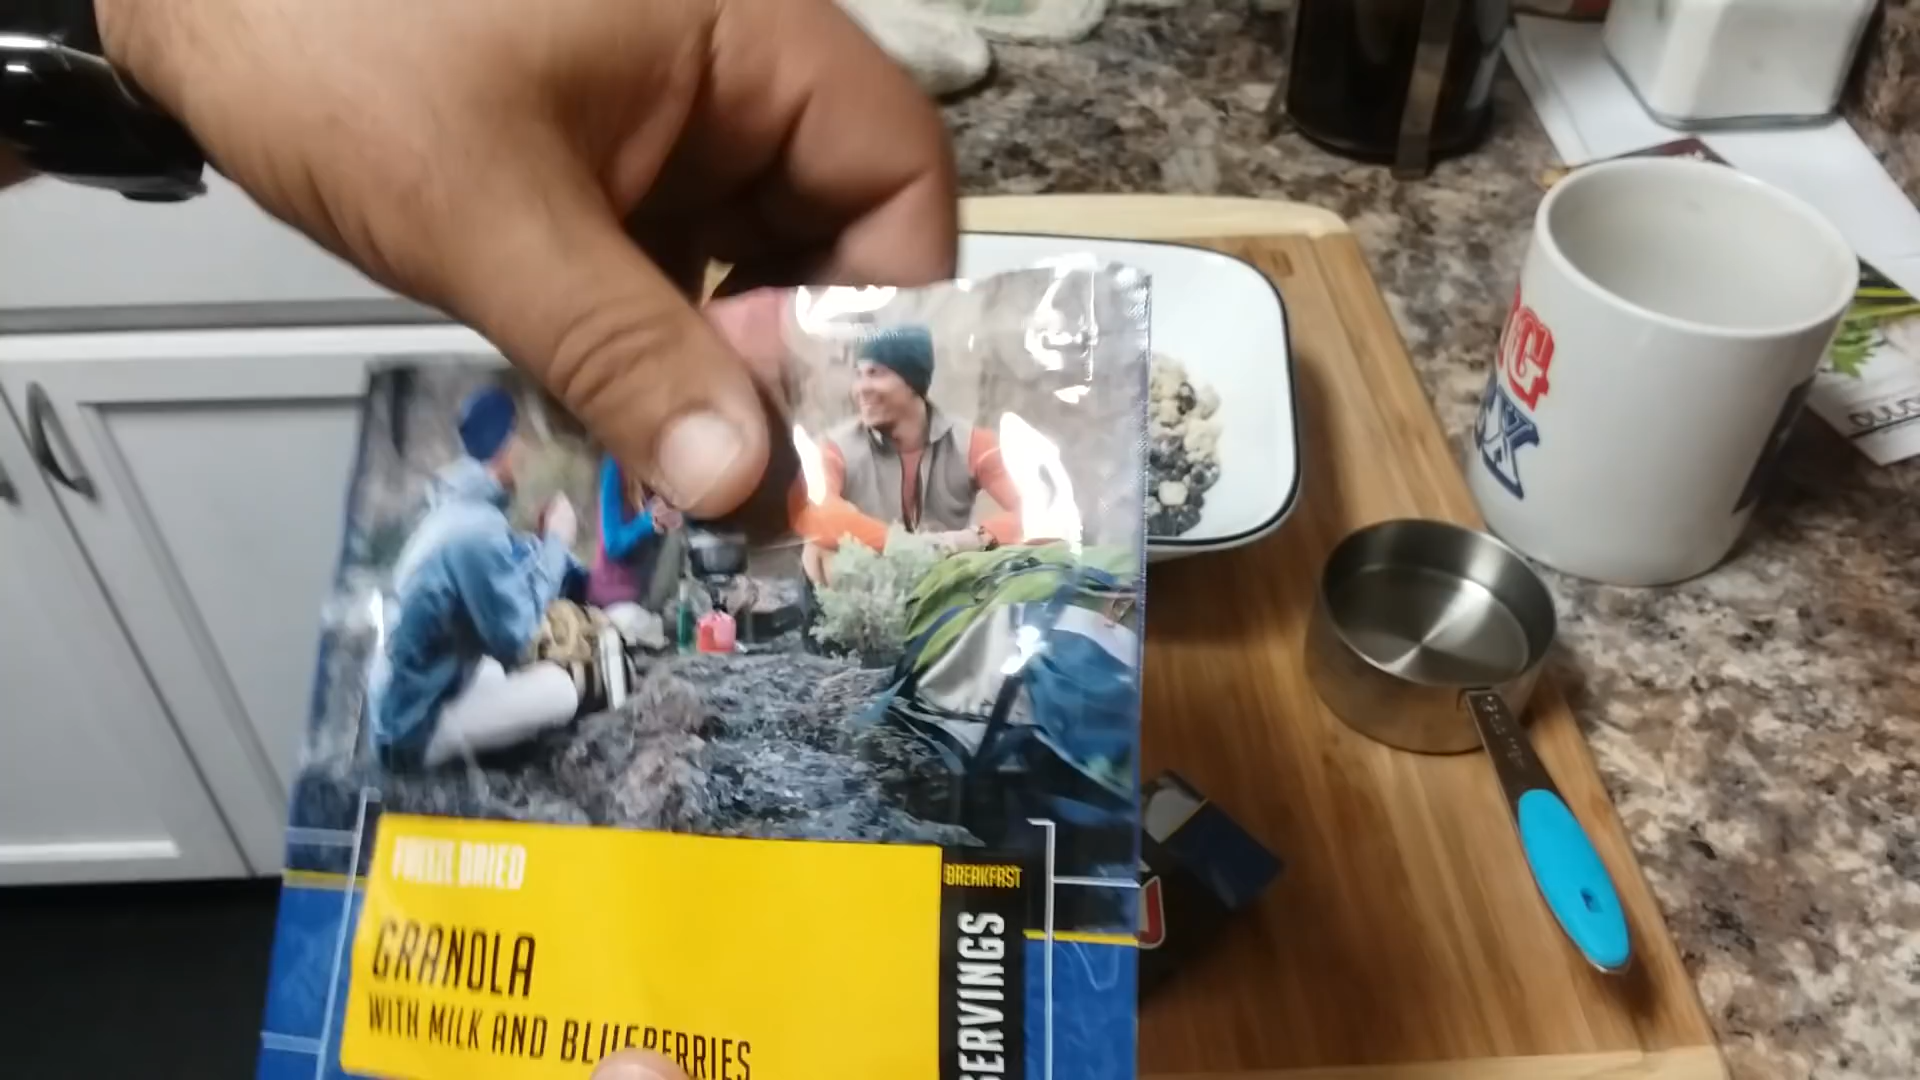 FREEZE DRIED
GRANOLA
WITH MILK AND BLUEBERRIES
BREAKFAST
SERVINGS